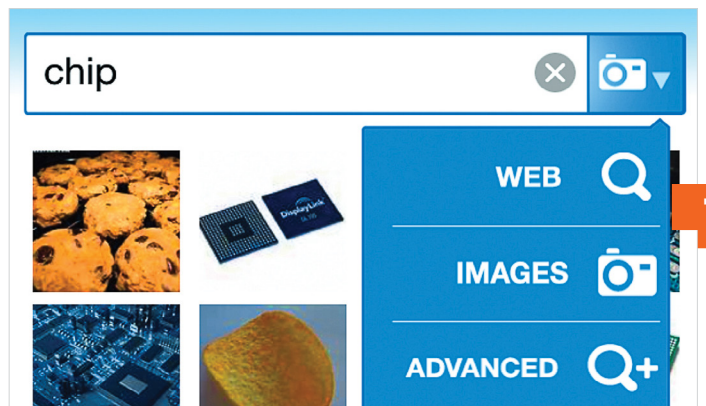 chip
DisplayLink
WEB
IMAGES
ADVANCED